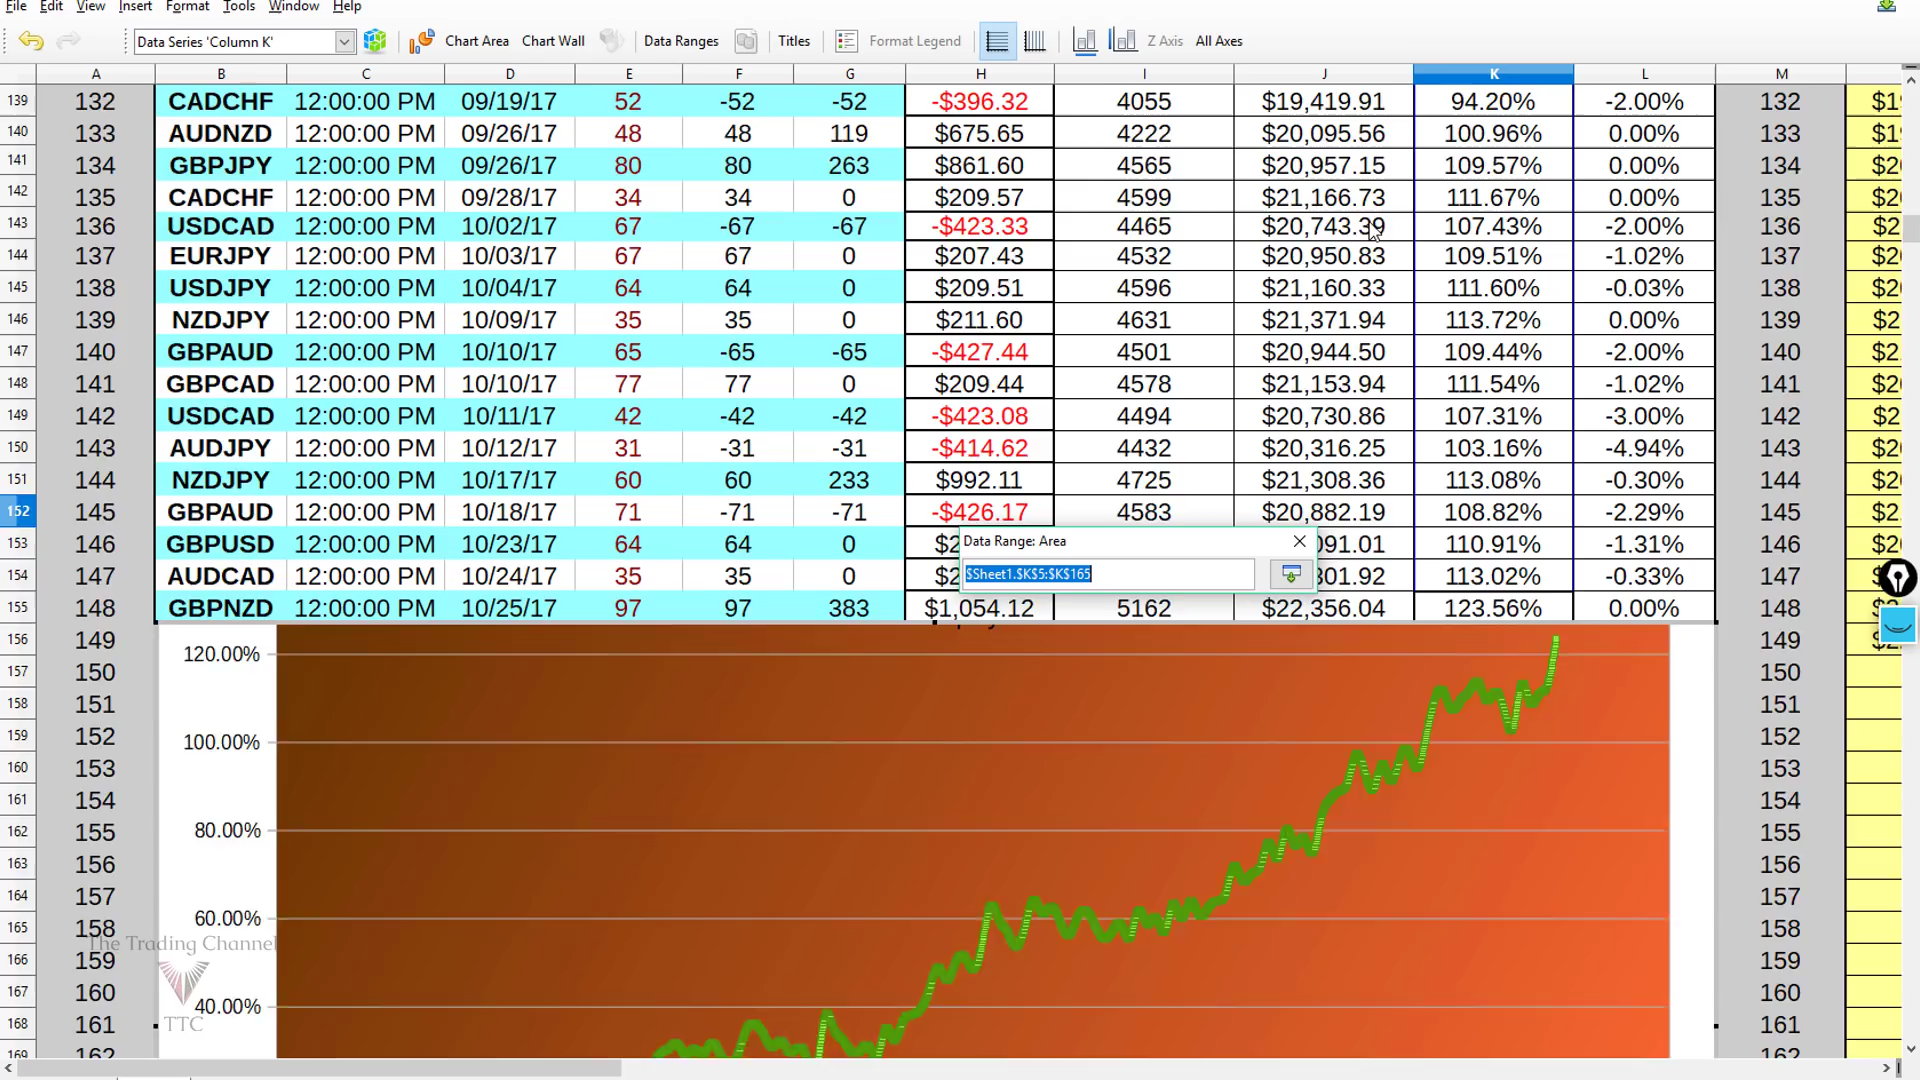 File Edit View Insert Format Tools Window Help
Data Series 'Column K' Chart Area Chart Wall Data Ranges Titles Format Legend Z Axis All Axes
A B C D E F G H I J K L M
139 132 CADCHF 12:00:00 PM 09/19/17 52 -52 -52 -$396.32 4055 $19,419.91 94.20% -2.00% 132
140 133 AUDNZD 12:00:00 PM 09/26/17 48 48 119 $675.65 4222 $20,095.56 100.96% 0.00% 133
141 134 GBPJPY 12:00:00 PM 09/26/17 80 80 263 $861.60 4565 $20,957.15 109.57% 0.00% 134
142 135 CADCHF 12:00:00 PM 09/28/17 34 34 0 $209.57 4599 $21,166.73 111.67% 0.00% 135
143 136 USDCAD 12:00:00 PM 10/02/17 67 -67 -67 -$423.33 4465 $20,743.39 107.43% -2.00% 136
144 137 EURJPY 12:00:00 PM 10/03/17 67 67 0 $207.43 4532 $20,950.83 109.51% -1.02% 137
145 138 USDJPY 12:00:00 PM 10/04/17 64 64 0 $209.51 4596 $21,160.33 111.60% -0.03% 138
146 139 NZDJPY 12:00:00 PM 10/09/17 35 35 0 $211.60 4631 $21,371.94 113.72% 0.00% 139
147 140 GBPAUD 12:00:00 PM 10/10/17 65 -65 -65 -$427.44 4501 $20,944.50 109.44% -2.00% 140
148 141 GBPCAD 12:00:00 PM 10/10/17 77 77 0 $209.44 4578 $21,153.94 111.54% -1.02% 141
149 142 USDCAD 12:00:00 PM 10/11/17 42 -42 -42 -$423.08 4494 $20,730.86 107.31% -3.00% 142
150 143 AUDJPY 12:00:00 PM 10/12/17 31 -31 -31 -$414.62 4432 $20,316.25 103.16% -4.94% 143
151 144 NZDJPY 12:00:00 PM 10/17/17 60 60 233 $992.11 4725 $21,308.36 113.08% -0.30% 144
152 145 GBPAUD 12:00:00 PM 10/18/17 71 -71 -71 -$426.17 4583 $20,882.19 108.82% -2.29% 145
153 146 GBPUSD 12:00:00 PM 10/23/17 64 64 0 Data Range: Area 110.91% -1.31% 146
154 147 AUDCAD 12:00:00 PM 10/24/17 35 35 0 $Sheet1.$K$5:$K$165 113.02% -0.33% 147
155 148 GBPNZD 12:00:00 PM 10/25/17 97 97 383 $1,054.12 5162 $22,356.04 123.56% 0.00% 148
156 149 120.00% 149
157 150 150
158 151 151
159 152 100.00% 152
160 153 153
161 154 154
162 155 80.00% 155
163 156 156
164 157 157
165 158 60.00% 158
The Trading Channel
166 159 159
167 160 40.00% 160
168 161 TTC 161
169 162 162